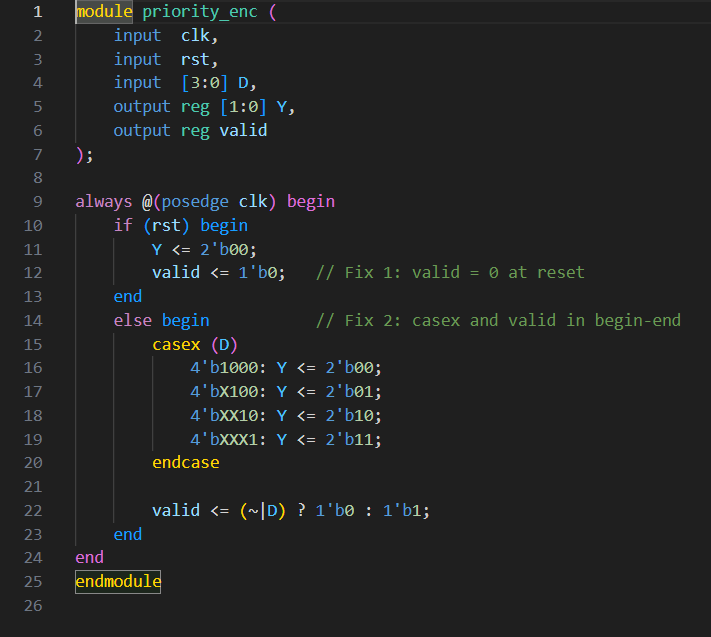 1 module priority_enc (
2     input  clk,
3     input  rst,
4     input  [3:0] D,
5     output reg [1:0] Y,
6     output reg valid
7 );
8
9 always @(posedge clk) begin
10     if (rst) begin
11         Y <= 2'b00;
12         valid <= 1'b0;   // Fix 1: valid = 0 at reset
13     end
14     else begin           // Fix 2: casex and valid in begin-end
15         casex (D)
16             4'b1000: Y <= 2'b00;
17             4'bX100: Y <= 2'b01;
18             4'bXX10: Y <= 2'b10;
19             4'bXXX1: Y <= 2'b11;
20         endcase
21
22         valid <= (~|D) ? 1'b0 : 1'b1;
23     end
24 end
25 endmodule
26